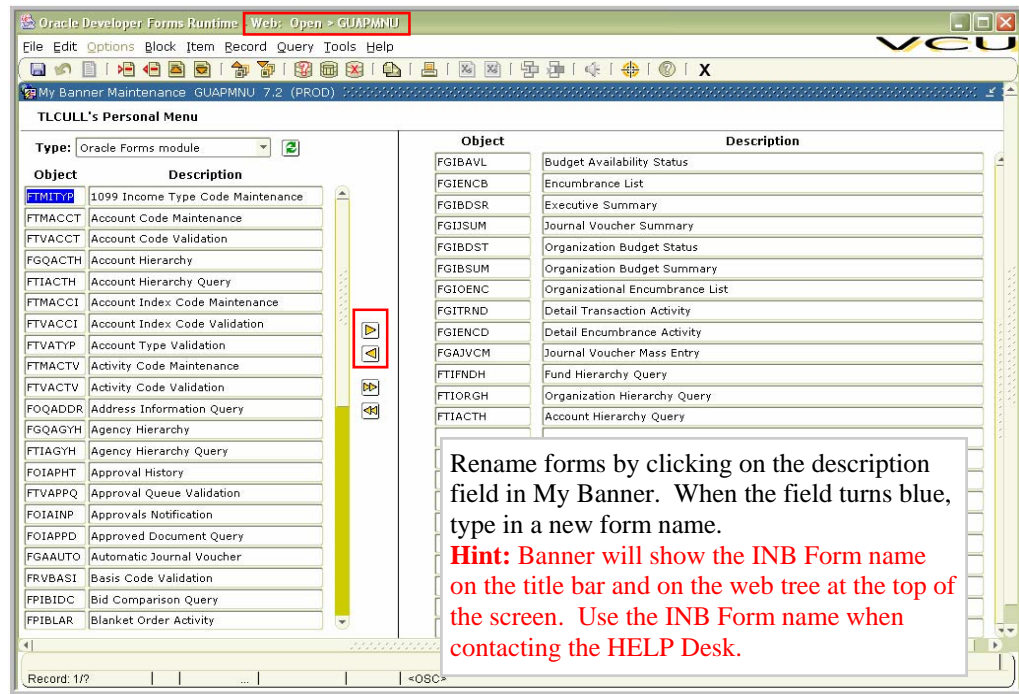 Oracle Developer Forms Runtime - Web: Open > GUAPMNU
File Edit Options Block Item Record Query Tools Help
VCU
X
My Banner Maintenance GUAPMNU 7.2 (PROD)
TLCULL's Personal Menu
Type: Oracle Forms module
Object Description
FTMITYP 1099 Income Type Code Maintenance
FTMACCT Account Code Maintenance
FTVACCT Account Code Validation
FGQACTH Account Hierarchy
FTIACTH Account Hierarchy Query
FTMACCI Account Index Code Maintenance
FTVACCI Account Index Code Validation
FTVATYP Account Type Validation
FTMACTV Activity Code Maintenance
FTVACTV Activity Code Validation
FOQADDR Address Information Query
FGQAGYH Agency Hierarchy
FTIAGYH Agency Hierarchy Query
FOIAPHT Approval History
FTVAPPQ Approval Queue Validation
FOIAINP Approvals Notification
FOIAPPD Approved Document Query
FGAAUTO Automatic Journal Voucher
FRVBASI Basis Code Validation
FPIBIDC Bid Comparison Query
FPIBLAR Blanket Order Activity
Object Description
FGIBAVL Budget Availability Status
FGIENCB Encumbrance List
FGIBDSR Executive Summary
FGIJSUM Journal Voucher Summary
FGIBDST Organization Budget Status
FGIBSUM Organization Budget Summary
FGIOENC Organizational Encumbrance List
FGITRND Detail Transaction Activity
FGIENCD Detail Encumbrance Activity
FGAJVCM Journal Voucher Mass Entry
FTIFNDH Fund Hierarchy Query
FTIORGH Organization Hierarchy Query
FTIACTH Account Hierarchy Query
Rename forms by clicking on the description
field in My Banner. When the field turns blue,
type in a new form name.
Hint: Banner will show the INB Form name
on the title bar and on the web tree at the top of
the screen. Use the INB Form name when
contacting the HELP Desk.
Record: 1/? ... <OSC>